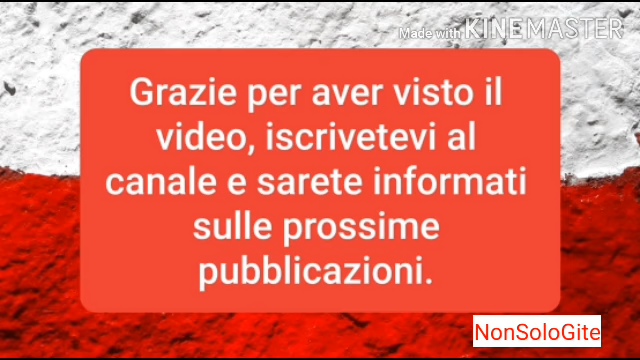 Made with KINEMASTER
Grazie per aver visto il
video, iscrivetevi al
canale e sarete informati
sulle prossime
pubblicazioni.
NonSoloGite